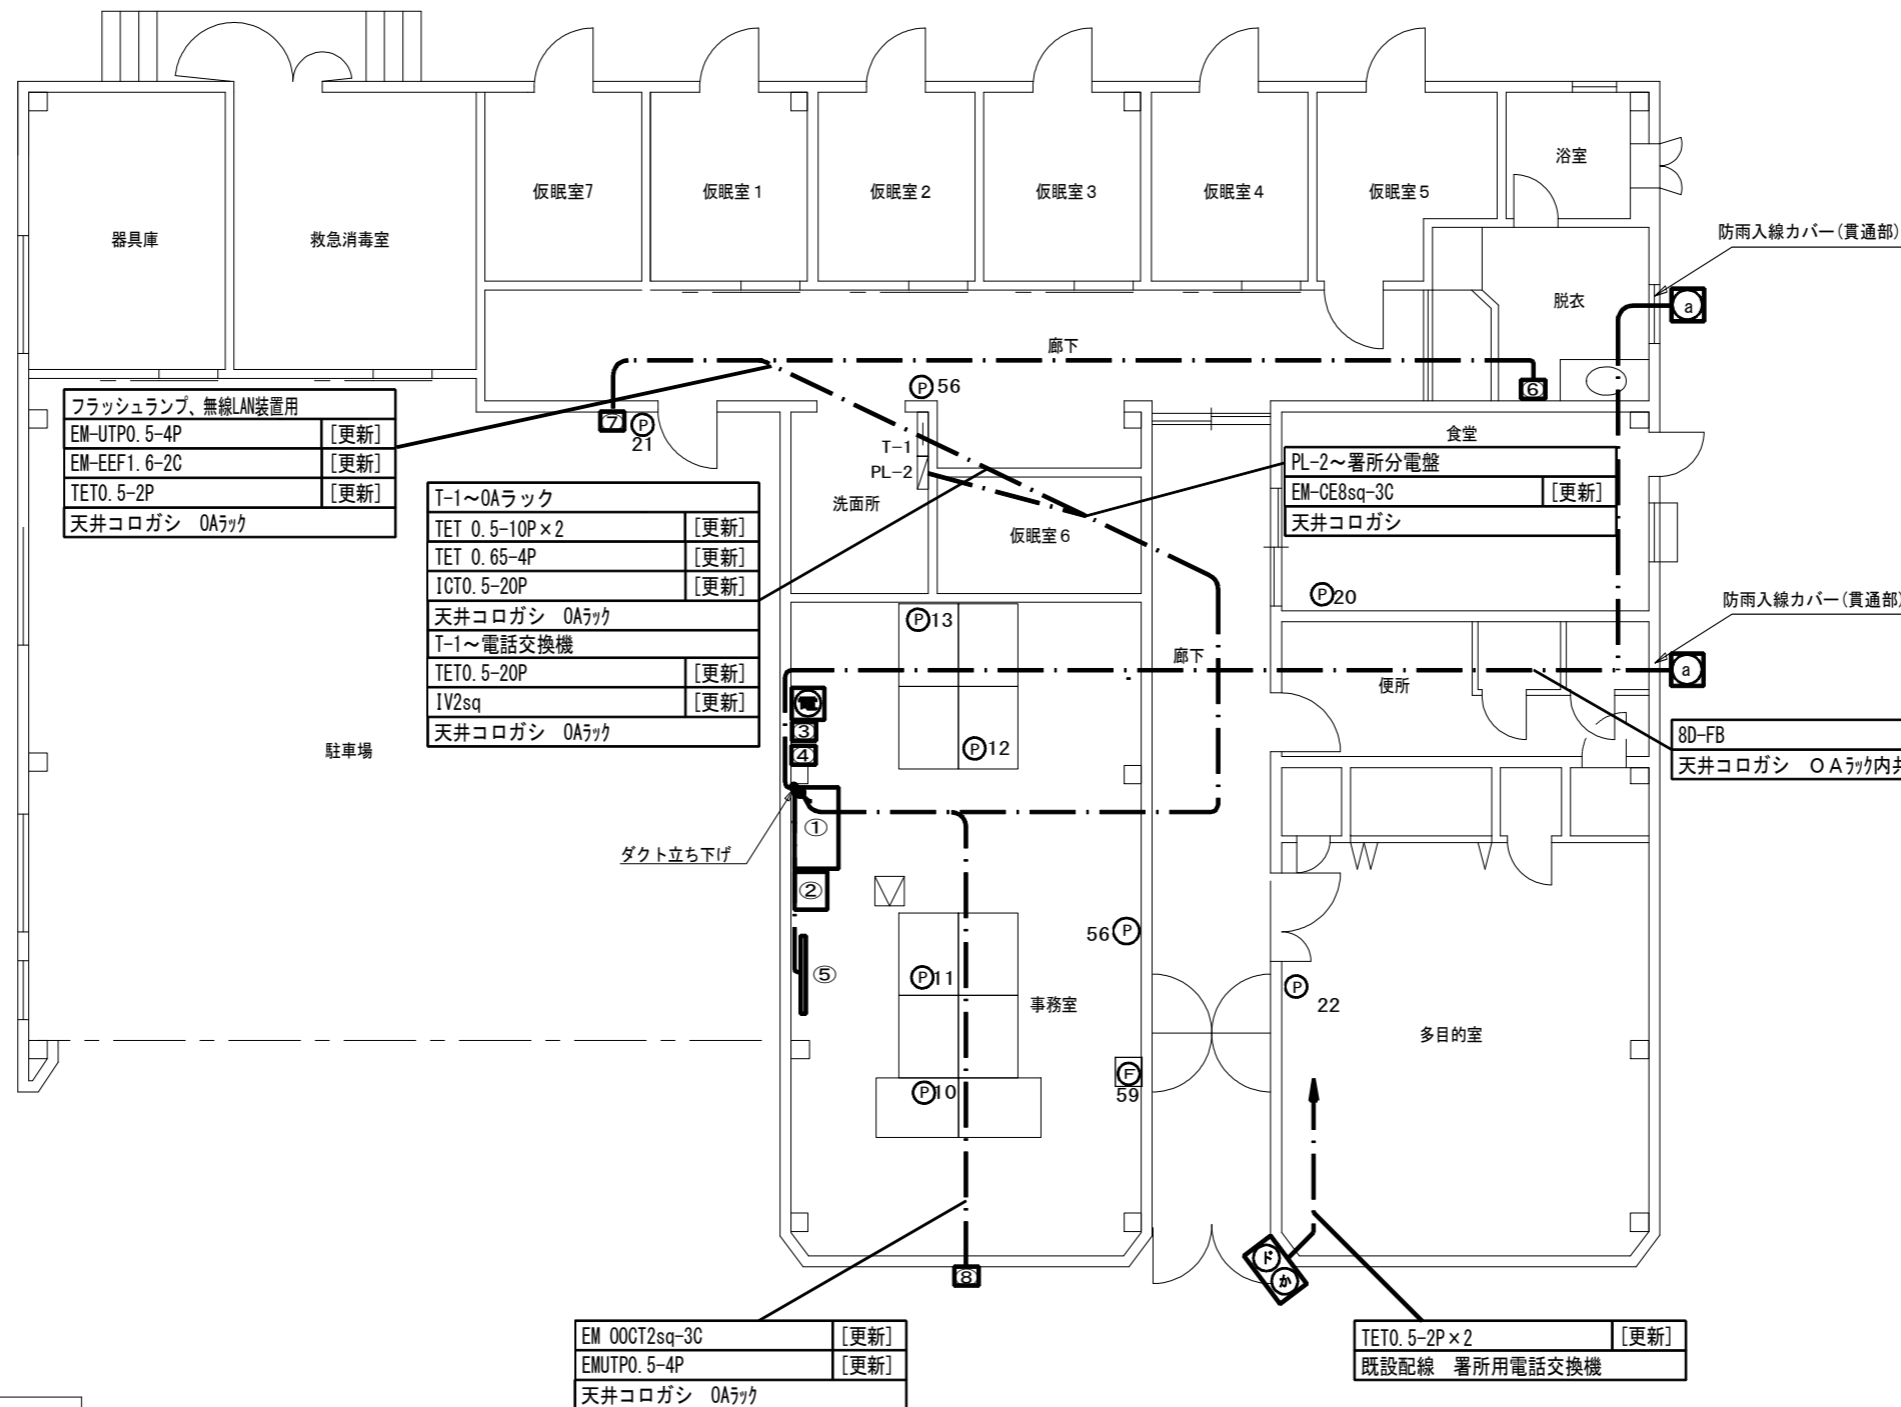 仮眠室7
仮眠室1
仮眠室2
仮眠室3
仮眠室4
仮眠室5
浴室
器具庫
救急消毒室
防雨入線カバー(貫通部)
脱衣
a
廊下
フラッシュランプ、無線LAN装置用
EM-UTP0.5-4P [更新]
EM-EEF1.6-2C [更新]
TET0.5-2P [更新]
天井コロガシ OAラック
7
P 21
P 56
6
T-1
PL-2
洗面所
仮眠室6
食堂
PL-2～署所分電盤
EM-CE8sq-3C [更新]
天井コロガシ
T-1～OAラック
TET 0.5-10P×2 [更新]
TET 0.65-4P [更新]
ICT0.5-20P [更新]
天井コロガシ OAラック
T-1～電話交換機
TET0.5-20P [更新]
IV2sq [更新]
天井コロガシ OAラック
P 20
防雨入線カバー(貫通部)
P 13
廊下
便所
a
電
③
④
P 12
駐車場
8D-FB
天井コロガシ OAラック内共
ダクト立ち下げ
①
②
56 P
⑤
P 11
事務室
P 22
多目的室
P 10
F 59
8
ド
か
EM OOCT2sq-3C [更新]
EMUTP0.5-4P [更新]
天井コロガシ OAラック
TET0.5-2P×2 [更新]
既設配線 署所用電話交換機